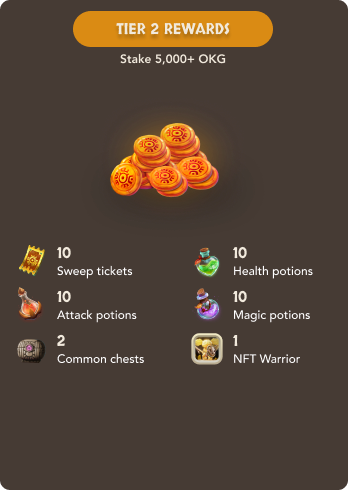 TIER 2 REWARDS
Stake 5,000+ OKG
10
Sweep tickets
10
Health potions
10
Attack potions
10
Magic potions
2
Common chests
1
NFT Warrior